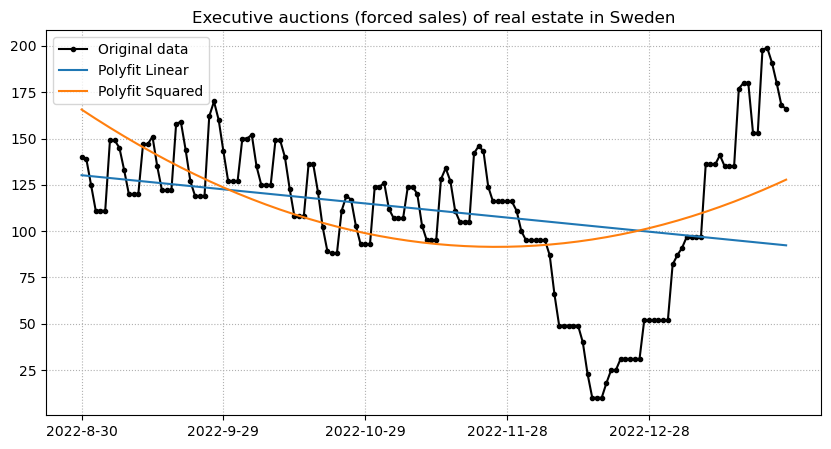 Executive auctions (forced sales) of real estate in Sweden
Original data
Polyfit Linear
Polyfit Squared
200
175
150
125
100
75
50
25
2022-8-30 2022-9-29 2022-10-29 2022-11-28 2022-12-28